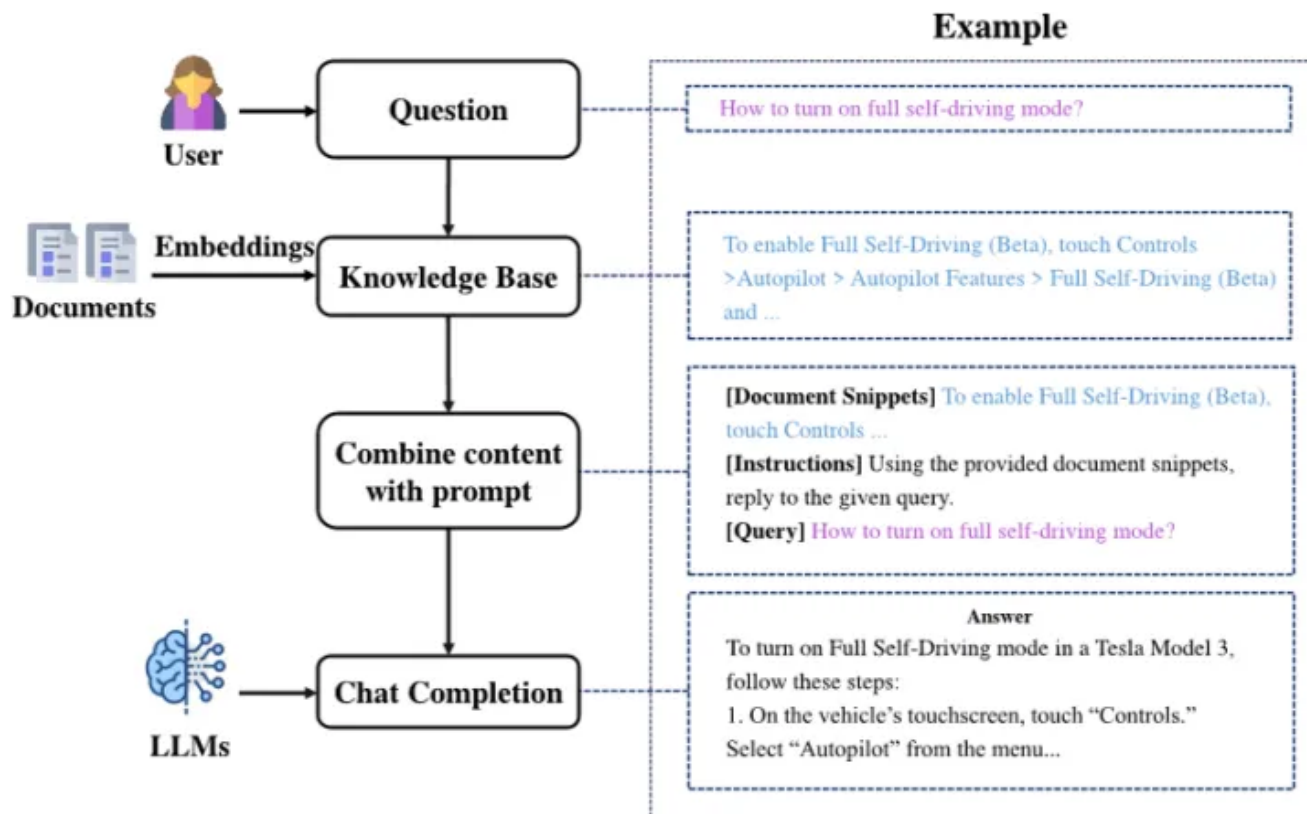 Example
Question
How to turn on full self-driving mode?
User
Embeddings
Documents
Knowledge Base
To enable Full Self-Driving (Beta), touch Controls
>Autopilot > Autopilot Features > Full Self-Driving (Beta)
and ...
Combine content
with prompt
[Document Snippets] To enable Full Self-Driving (Beta),
touch Controls ...
[Instructions] Using the provided document snippets,
reply to the given query.
[Query] How to turn on full self-driving mode?
LLMs
Chat Completion
Answer
To turn on Full Self-Driving mode in a Tesla Model 3,
follow these steps:
1. On the vehicle's touchscreen, touch “Controls.”
Select “Autopilot” from the menu...